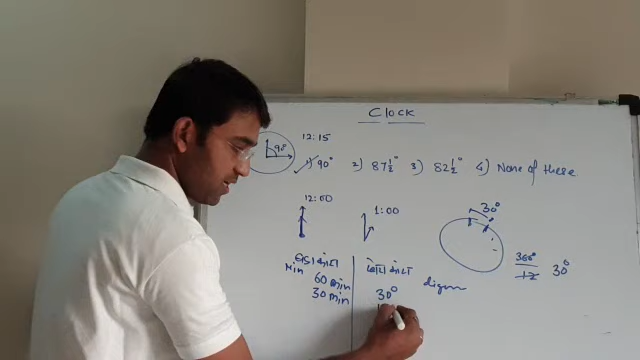 Clock
12:15
90°
1) 90° 2) 87½° 3) 82½° 4) None of these
12:00
1:00
30°
360°
12
30°
Min
60 min
30 min
30°